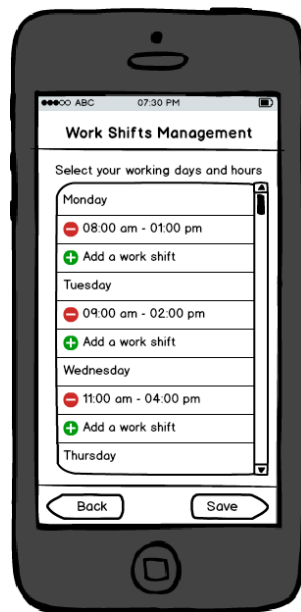 ABC 07:30 PM
Work Shifts Management
Select your working days and hours
Monday
08:00 am - 01:00 pm
Add a work shift
Tuesday
09:00 am - 02:00 pm
Add a work shift
Wednesday
11:00 am - 04:00 pm
Add a work shift
Thursday
Back Save